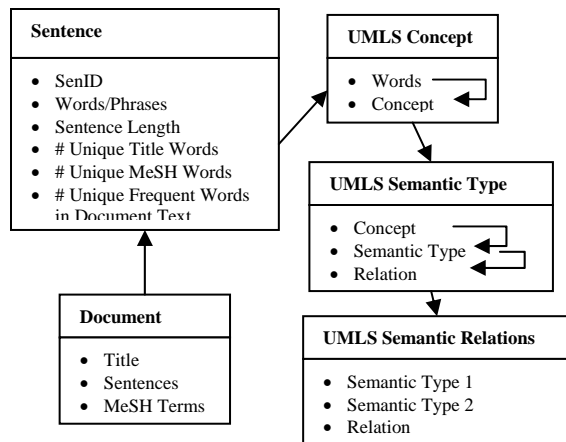 Sentence
• SenID
• Words/Phrases
• Sentence Length
• # Unique Title Words
• # Unique MeSH Words
• # Unique Frequent Words
in Document Text
UMLS Concept
• Words
• Concept
UMLS Semantic Type
• Concept
• Semantic Type
• Relation
Document
• Title
• Sentences
• MeSH Terms
UMLS Semantic Relations
• Semantic Type 1
• Semantic Type 2
• Relation